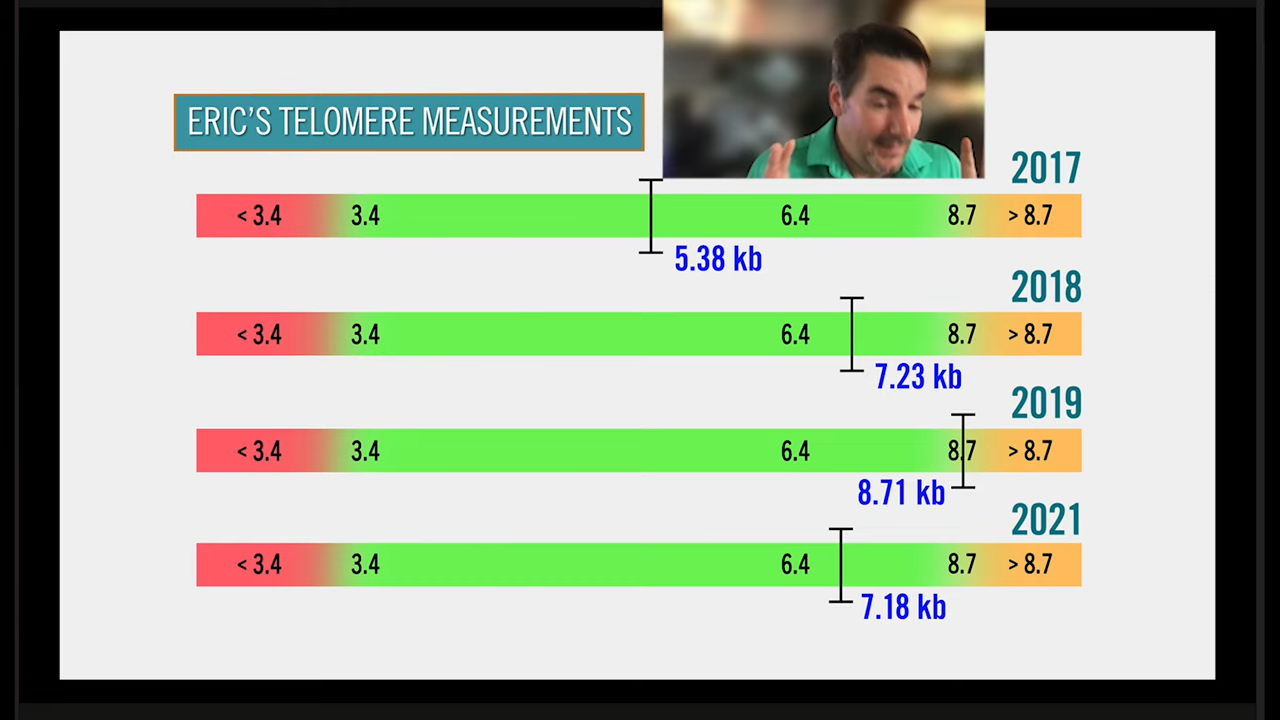 ERIC'S TELOMERE MEASUREMENTS
2017
< 3.4 3.4 6.4 8.7 > 8.7
5.38 kb
2018
< 3.4 3.4 6.4 8.7 > 8.7
7.23 kb
2019
< 3.4 3.4 6.4 8.7 > 8.7
8.71 kb
2021
< 3.4 3.4 6.4 8.7 > 8.7
7.18 kb